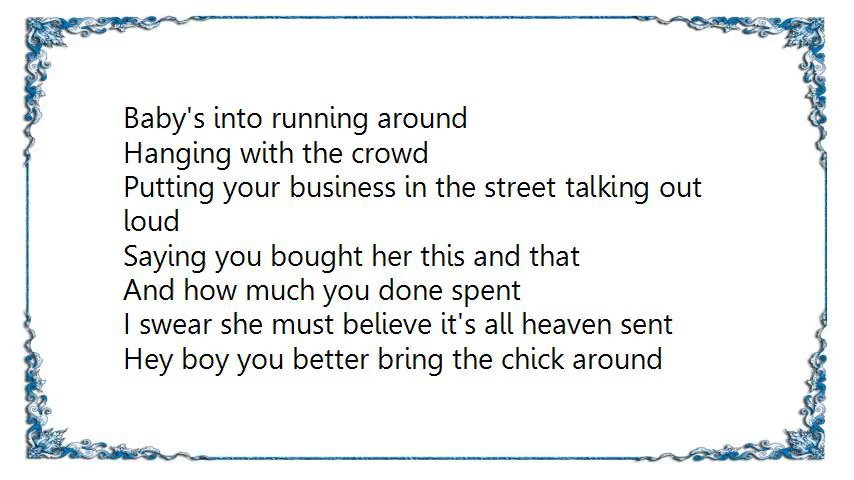 Baby's into running around
Hanging with the crowd
Putting your business in the street talking out
loud
Saying you bought her this and that
And how much you done spent
I swear she must believe it's all heaven sent
Hey boy you better bring the chick around